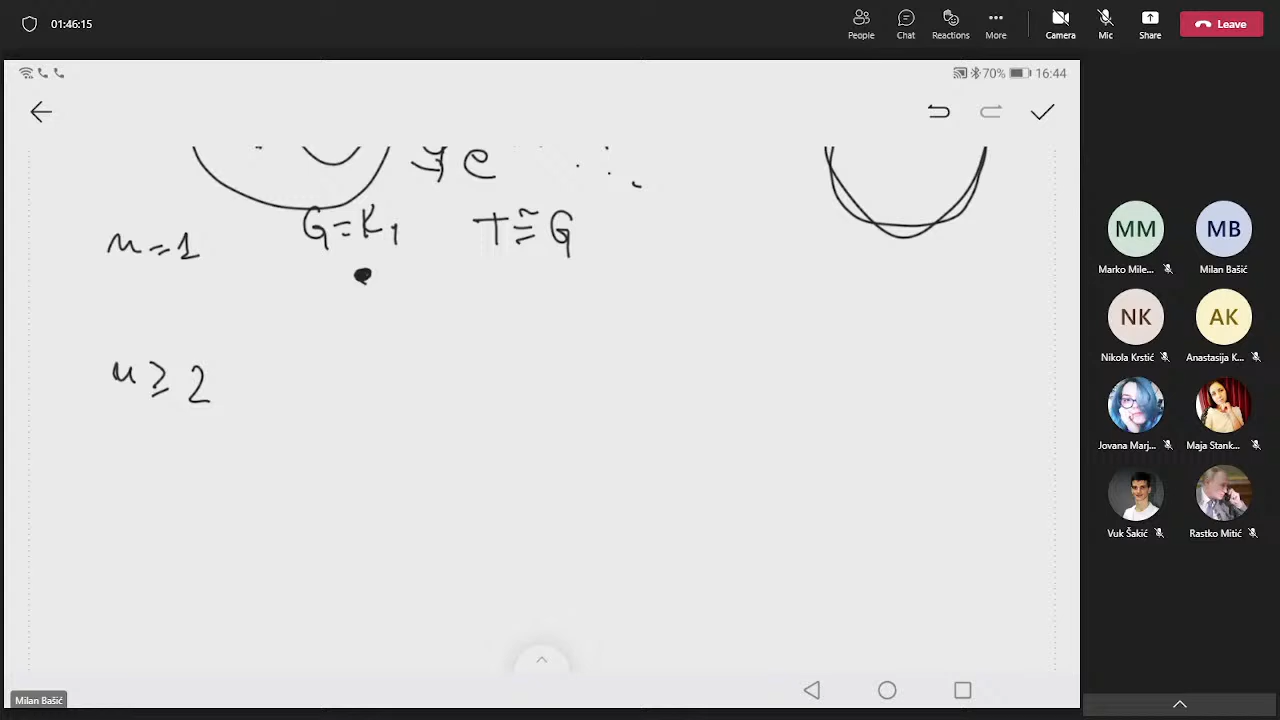 01:46:15
People
Chat
Reactions
More
Camera
Mic
Share
Leave
70% 16:44
e
G=K₁ T≅G
n=1
n≥2
MM
MB
Marko Mile...
Milan Bašić
NK
AK
Nikola Krstić
Anastasija K...
Jovana Marj...
Maja Stank...
Vuk Šakić
Rastko Mitić
Milan Bašić